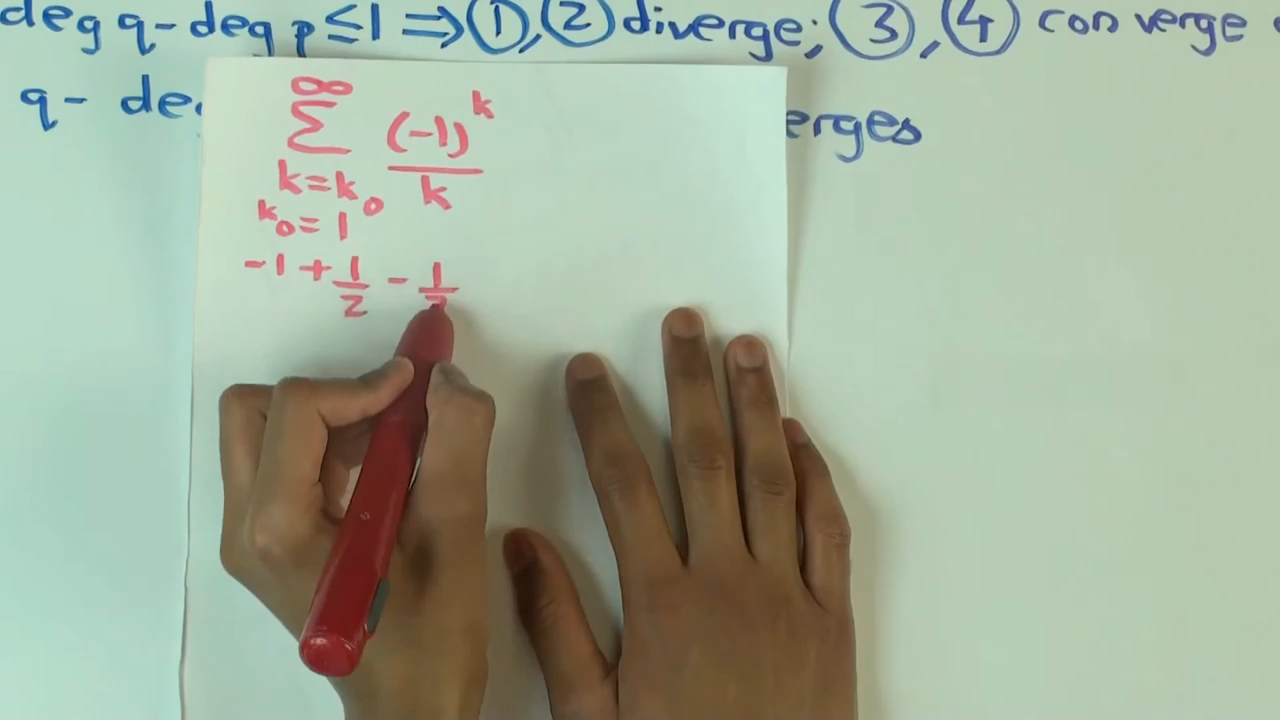 deg q - deg p ≤ 1 ⇒ ①, ② diverge; ③, ④ converge
q - de
erges
∞
Σ (-1)^k / k
k=k₀
k₀ = 1
-1 + 1/2 - 1/